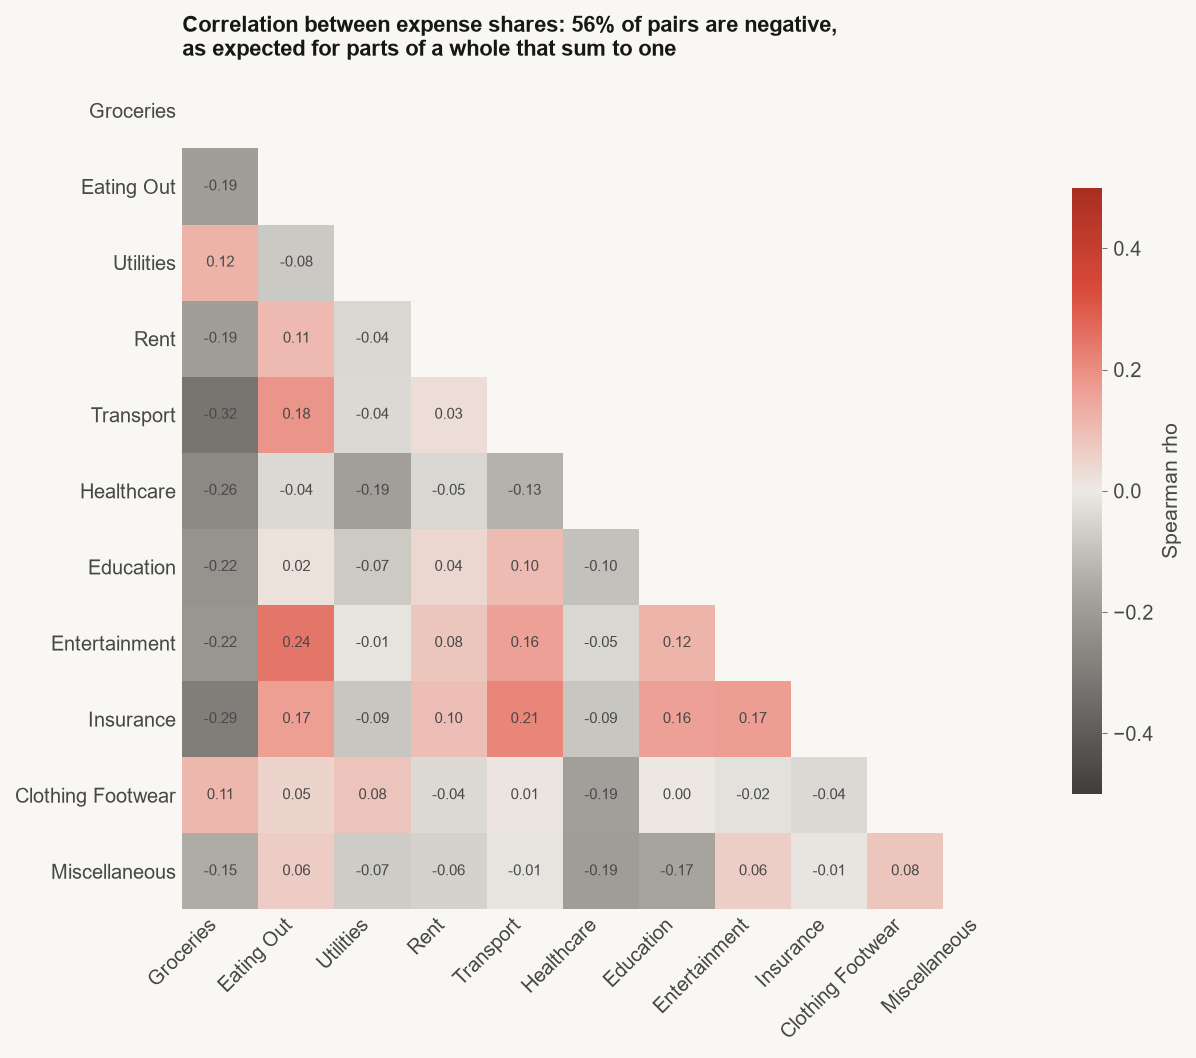 Correlation between expense shares: 56% of pairs are negative,
as expected for parts of a whole that sum to one
Groceries
Eating Out -0.19
Utilities 0.12 -0.08
Rent -0.19 0.11 -0.04
Transport -0.32 0.18 -0.04 0.03
Healthcare -0.26 -0.04 -0.19 -0.05 -0.13
Education -0.22 0.02 -0.07 0.04 0.10 -0.10
Entertainment -0.22 0.24 -0.01 0.08 0.16 -0.05 0.12
Insurance -0.29 0.17 -0.09 0.10 0.21 -0.09 0.16 0.17
Clothing Footwear 0.11 0.05 0.08 -0.04 0.01 -0.19 0.00 -0.02 -0.04
Miscellaneous -0.15 0.06 -0.07 -0.06 -0.01 -0.19 -0.17 0.06 -0.01 0.08
Groceries
Eating Out
Utilities
Rent
Transport
Healthcare
Education
Entertainment
Insurance
Clothing Footwear
Miscellaneous
0.4
0.2
0.0
−0.2
−0.4
Spearman rho